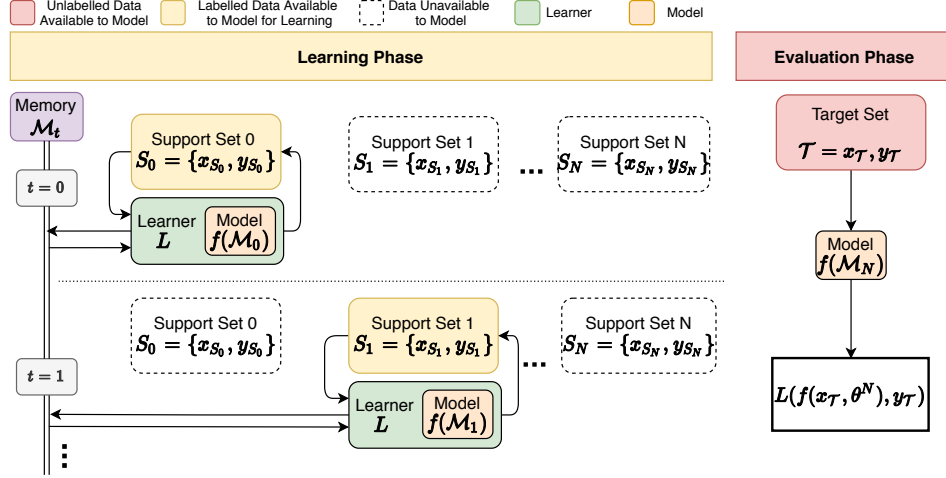 Unlabelled Data
Available to Model
Labelled Data Available
to Model for Learning
Data Unavailable
to Model
Learner
Model
Learning Phase
Evaluation Phase
Memory
𝓜_t
Support Set 0
S_0 = {x_{S_0}, y_{S_0}}
Support Set 1
S_1 = {x_{S_1}, y_{S_1}}
...
Support Set N
S_N = {x_{S_N}, y_{S_N}}
Target Set
𝒯 = x_𝒯, y_𝒯
t = 0
Learner
L
Model
f(𝓜_0)
Model
f(𝓜_N)
Support Set 0
S_0 = {x_{S_0}, y_{S_0}}
Support Set 1
S_1 = {x_{S_1}, y_{S_1}}
...
Support Set N
S_N = {x_{S_N}, y_{S_N}}
t = 1
Learner
L
Model
f(𝓜_1)
L(f(x_𝒯, θ^N), y_𝒯)
⋮